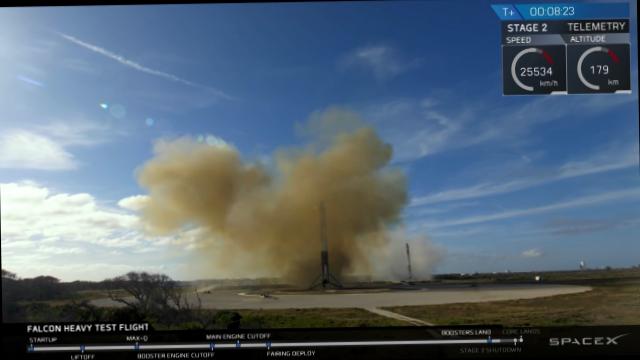 T+ 00:08:23
STAGE 2 TELEMETRY
SPEED ALTITUDE
25534 179
km/h km
FALCON HEAVY TEST FLIGHT
STARTUP MAX-Q MAIN ENGINE CUTOFF BOOSTERS LAND CORE LANDS
LIFTOFF BOOSTER ENGINE CUTOFF FAIRING DEPLOY STAGE 2 SHUTDOWN
SPACEX